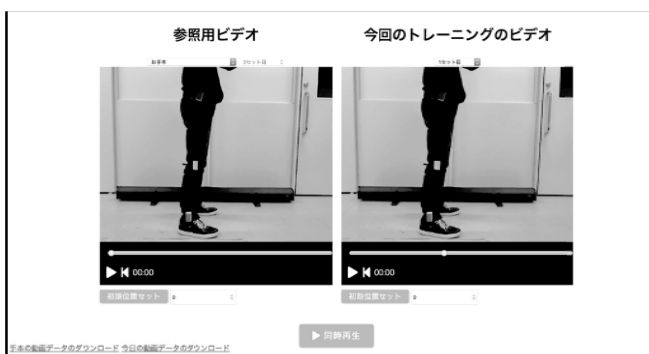 参照用ビデオ
今回のトレーニングのビデオ
お手本
1セット目
00:00
00:00
初期位置セット 0
初期位置セット 0
▶ 同時再生
手本の動画データのダウンロード 今日の動画データのダウンロード